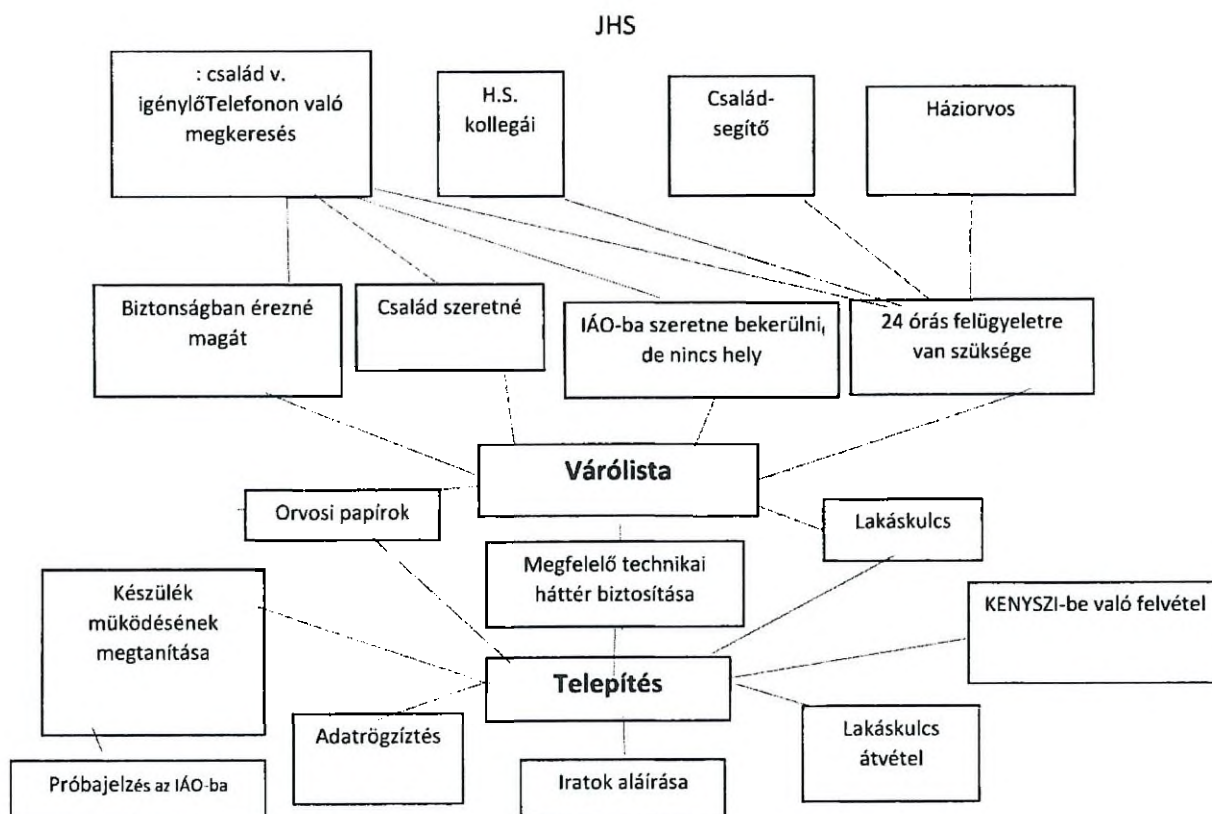 JHS
: család v.
igénylőTelefonon való
megkeresés
H.S.
kollegái
Család-
segítő
Háziorvos
Biztonságban érezné
magát
Család szeretné
IÁO-ba szeretne bekerülni,
de nincs hely
24 órás felügyeletre
van szüksége
Várólista
Orvosi papírok
Lakáskulcs
Megfelelő technikai
háttér biztosítása
Készülék
müködésének
megtanítása
KENYSZI-be való felvétel
Telepítés
Adatrögzíztés
Lakáskulcs
átvétel
Próbajelzés az IÁO-ba
Iratok aláírása